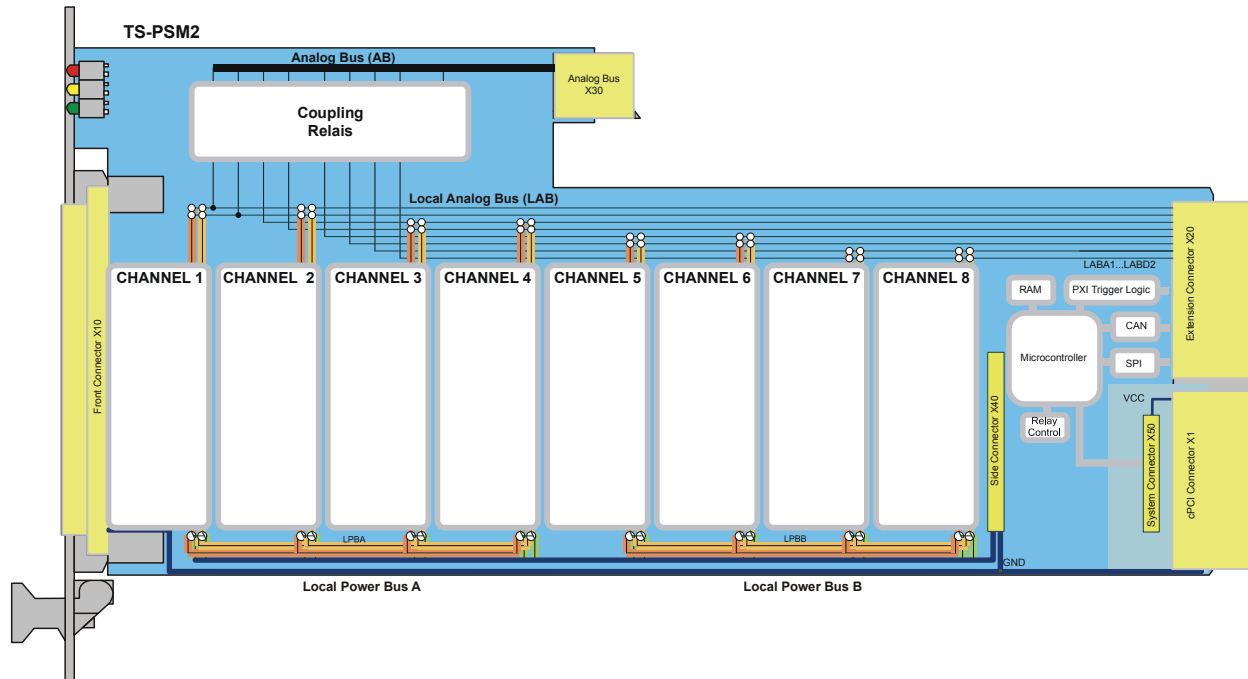 TS-PSM2
Analog Bus (AB)
Analog Bus
X30
Coupling
Relais
Local Analog Bus (LAB)
CHANNEL 1
CHANNEL 2
CHANNEL 3
CHANNEL 4
CHANNEL 5
CHANNEL 6
CHANNEL 7
CHANNEL 8
LABA1...LABD2
RAM
PXI Trigger Logic
CAN
Microcontroller
SPI
Relay
Control
VCC
Front Connector X10
Side Connector X40
System Connector X50
Extension Connector X20
cPCI Connector X1
LPBA
LPBB
GND
Local Power Bus A
Local Power Bus B